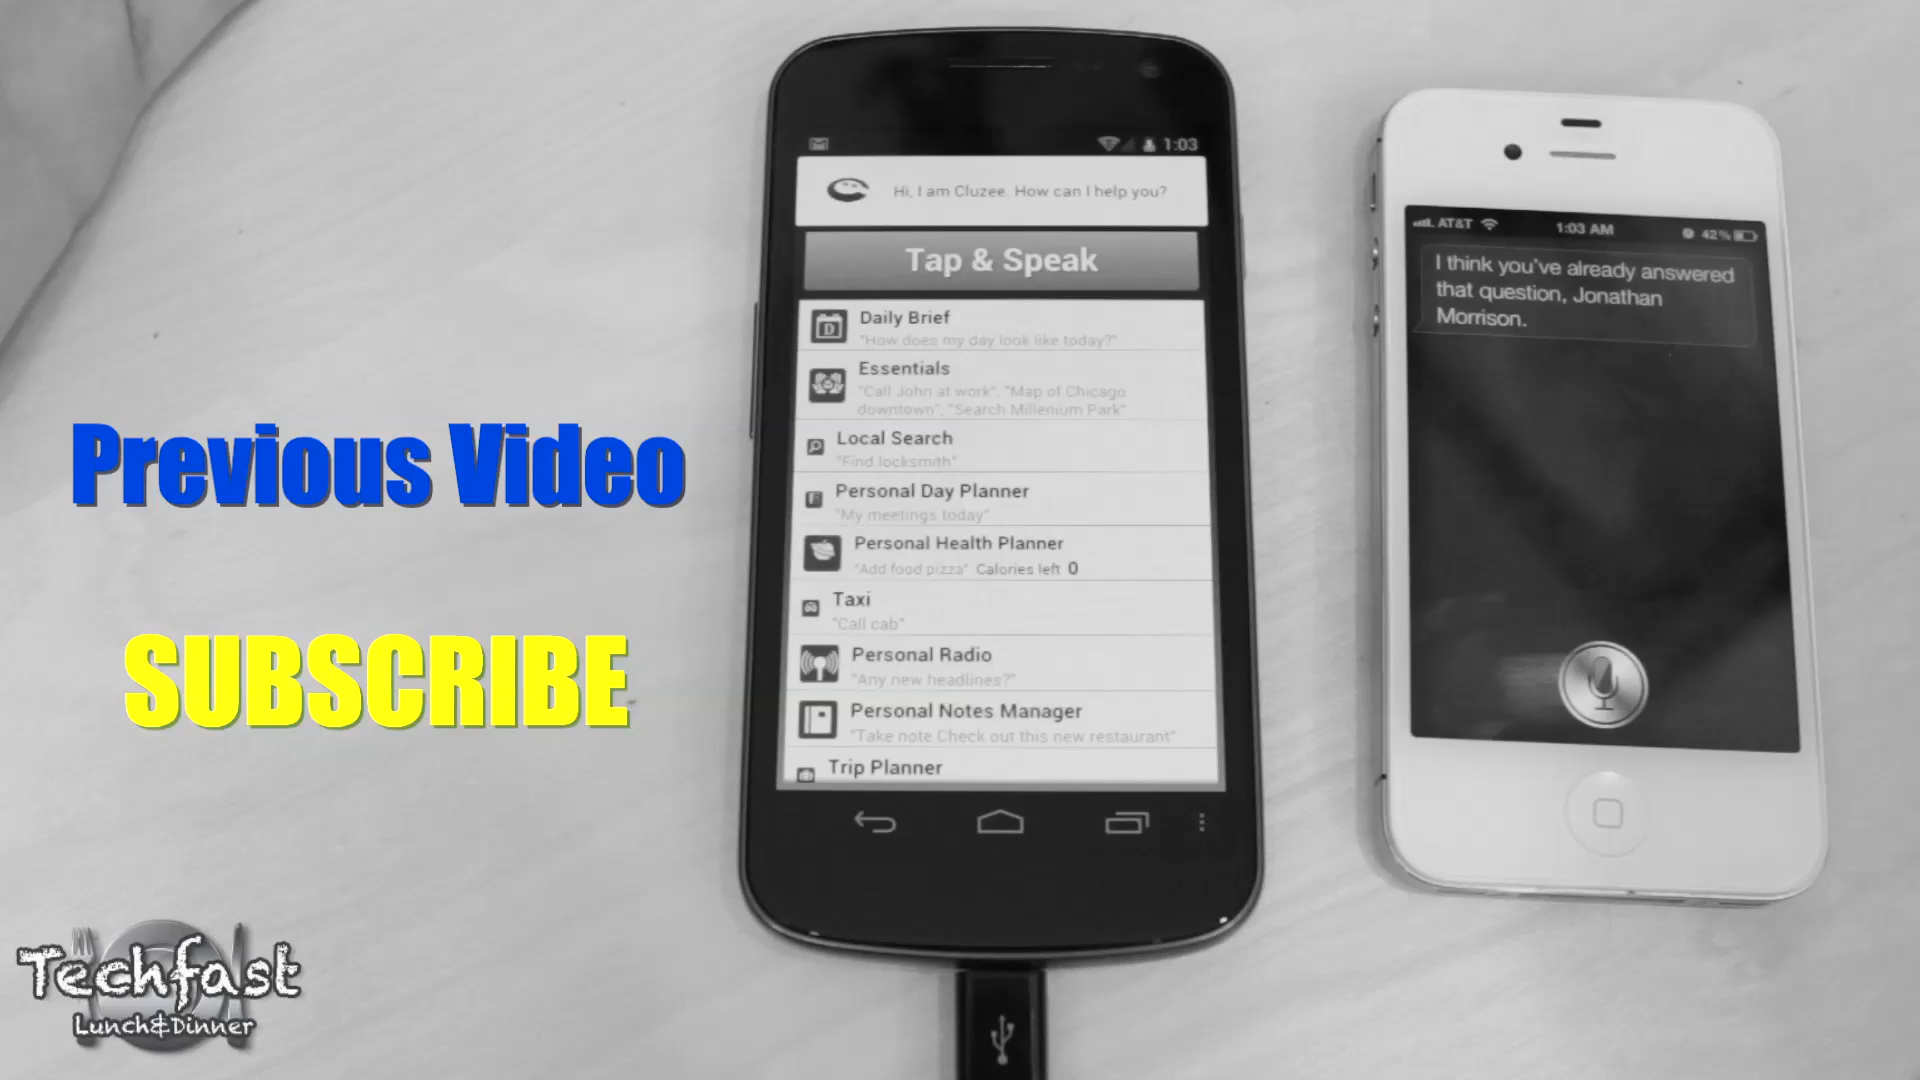 Previous Video
SUBSCRIBE
Techfast
Lunch&Dinner
1:03
Hi, I am Cluzee. How can I help you?
Tap & Speak
Daily Brief
"How does my day look like today?"
Essentials
"Call John at work", "Map of Chicago
downtown", "Search Millenium Park"
Local Search
"Find locksmith"
Personal Day Planner
"My meetings today"
Personal Health Planner
"Add food pizza" Calories left 0
Taxi
"Call cab"
Personal Radio
"Any new headlines?"
Personal Notes Manager
"Take note Check out this new restaurant"
Trip Planner
AT&T 1:03 AM 42%
I think you've already answered
that question, Jonathan
Morrison.